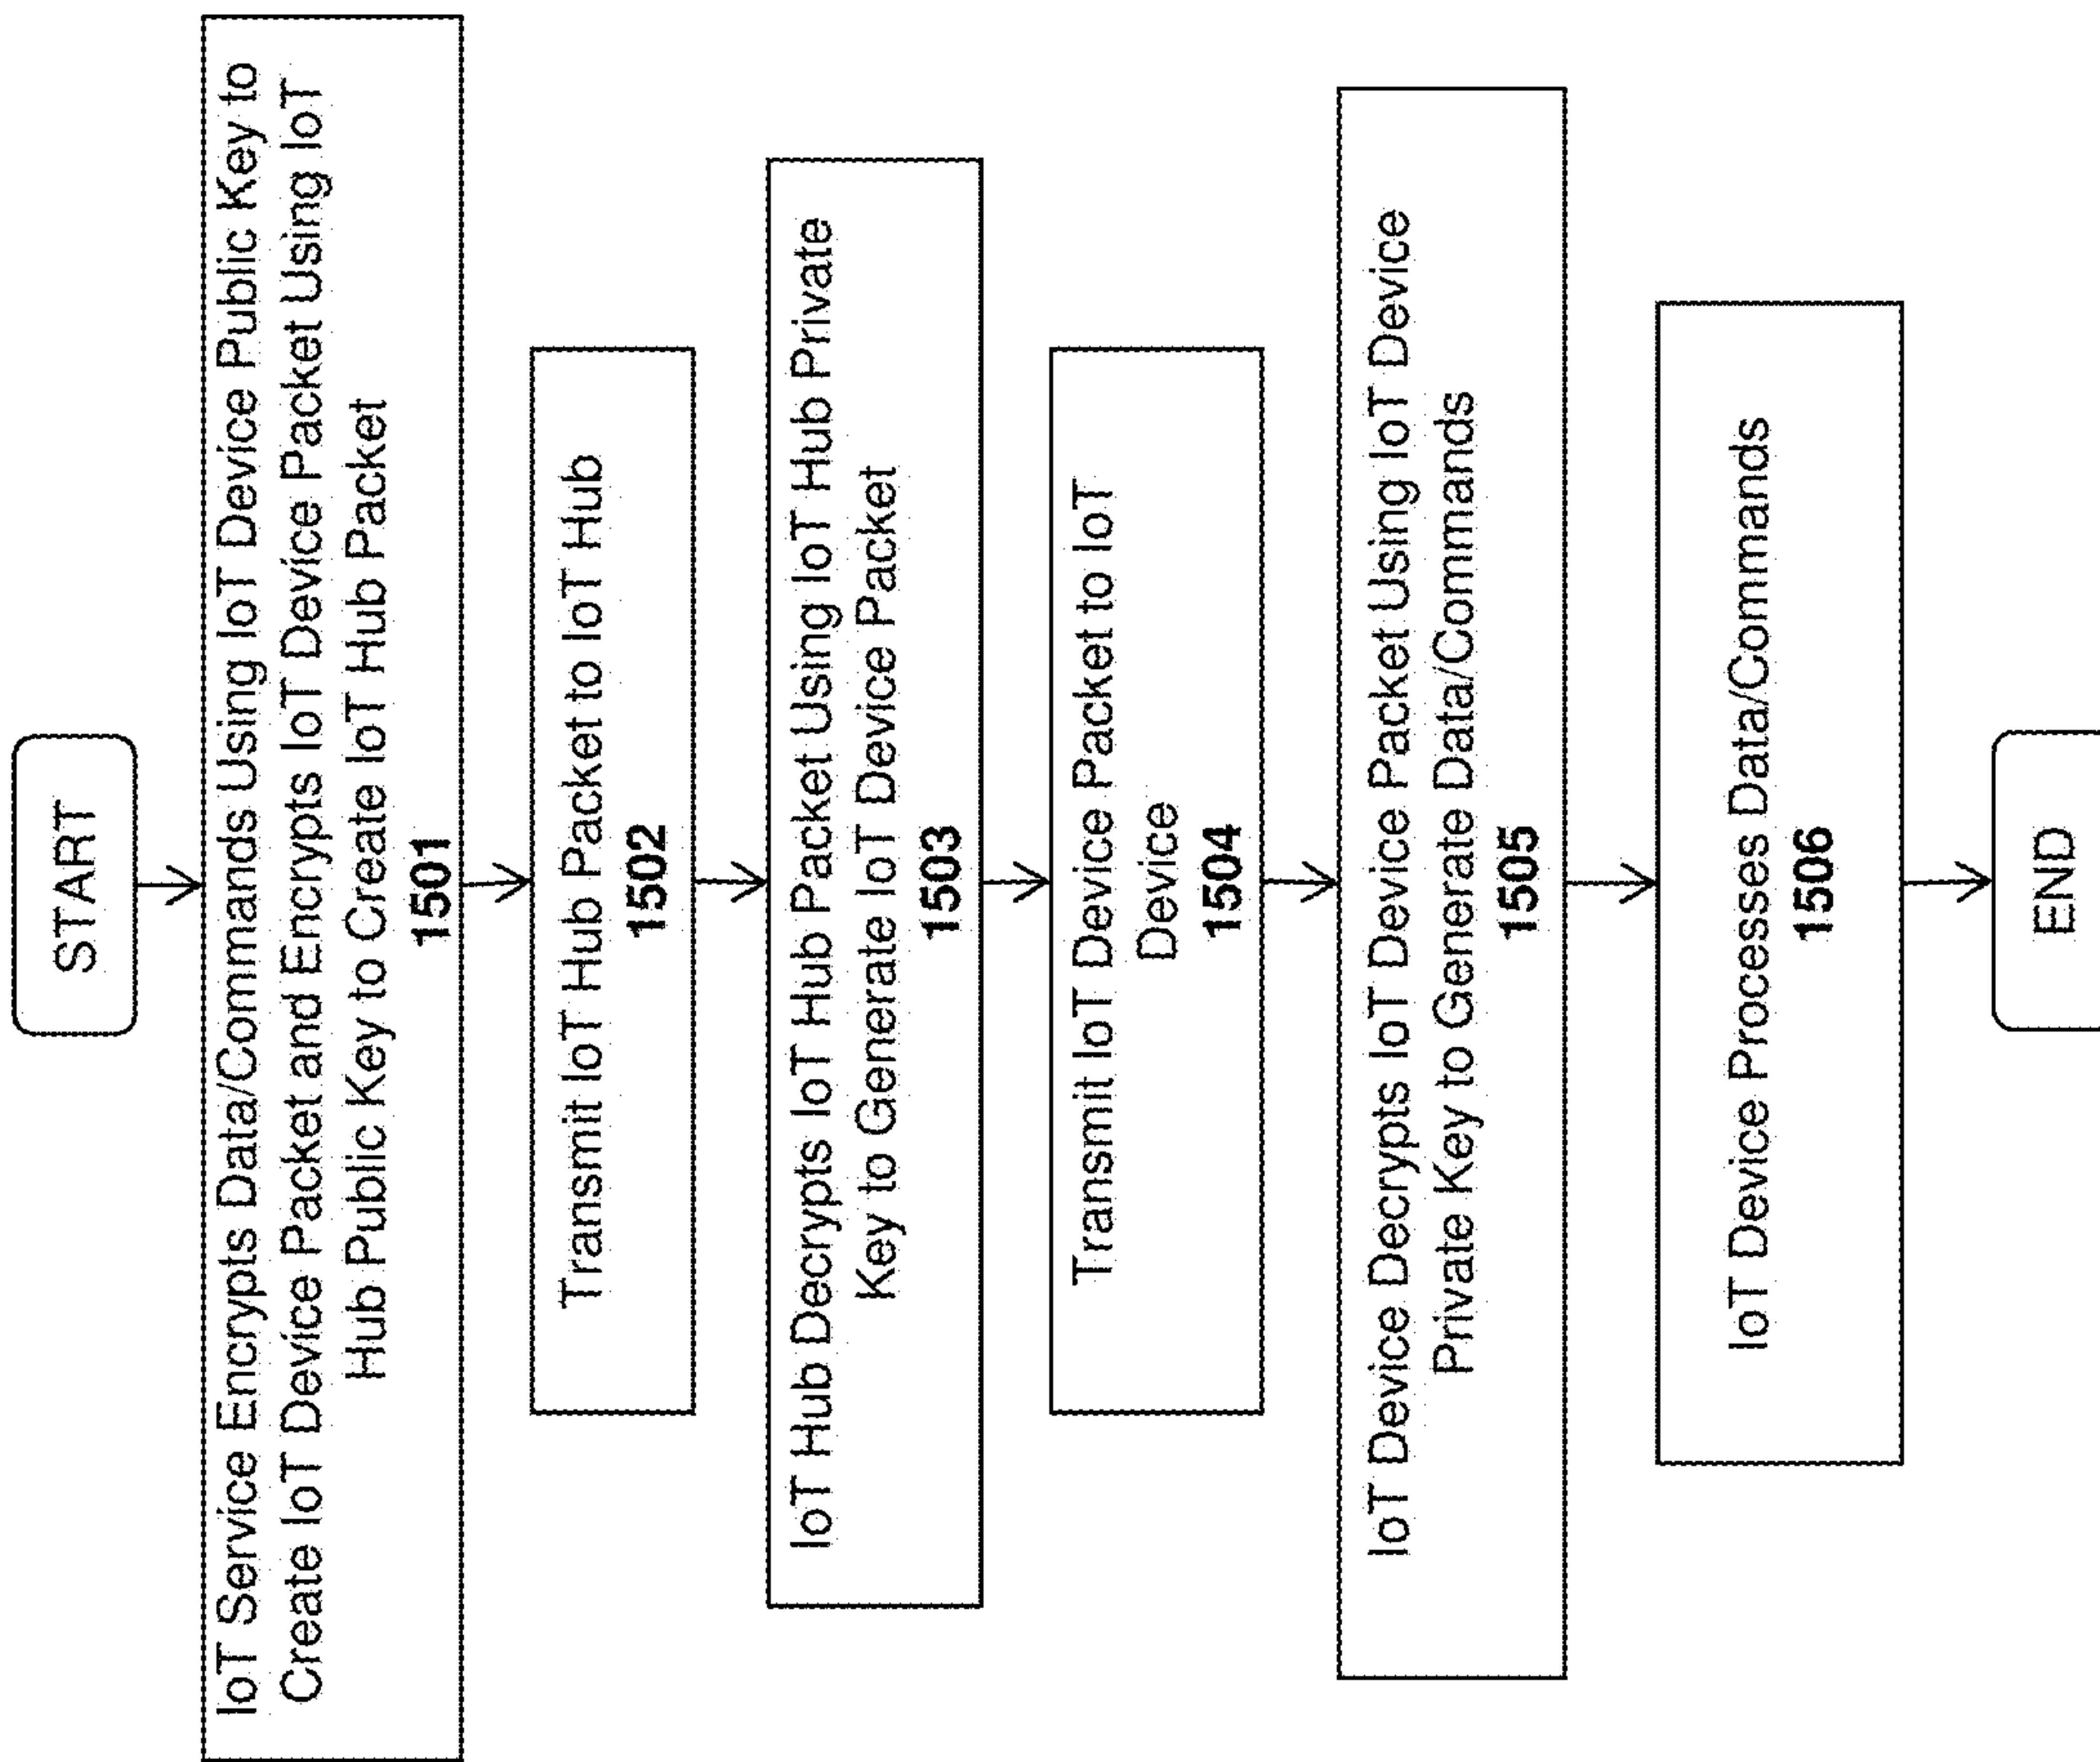 START
IoT Service Encrypts Data/Commands Using IoT Device Public Key to
Create IoT Device Packet and Encrypts IoT Device Packet Using IoT
Hub Public Key to Create IoT Hub Packet
1501
Transmit IoT Hub Packet to IoT Hub
1502
IoT Hub Decrypts IoT Hub Packet Using IoT Hub Private
Key to Generate IoT Device Packet
1503
Transmit IoT Device Packet to IoT
Device
1504
IoT Device Decrypts IoT Device Packet Using IoT Device
Private Key to Generate Data/Commands
1505
IoT Device Processes Data/Commands
1506
END